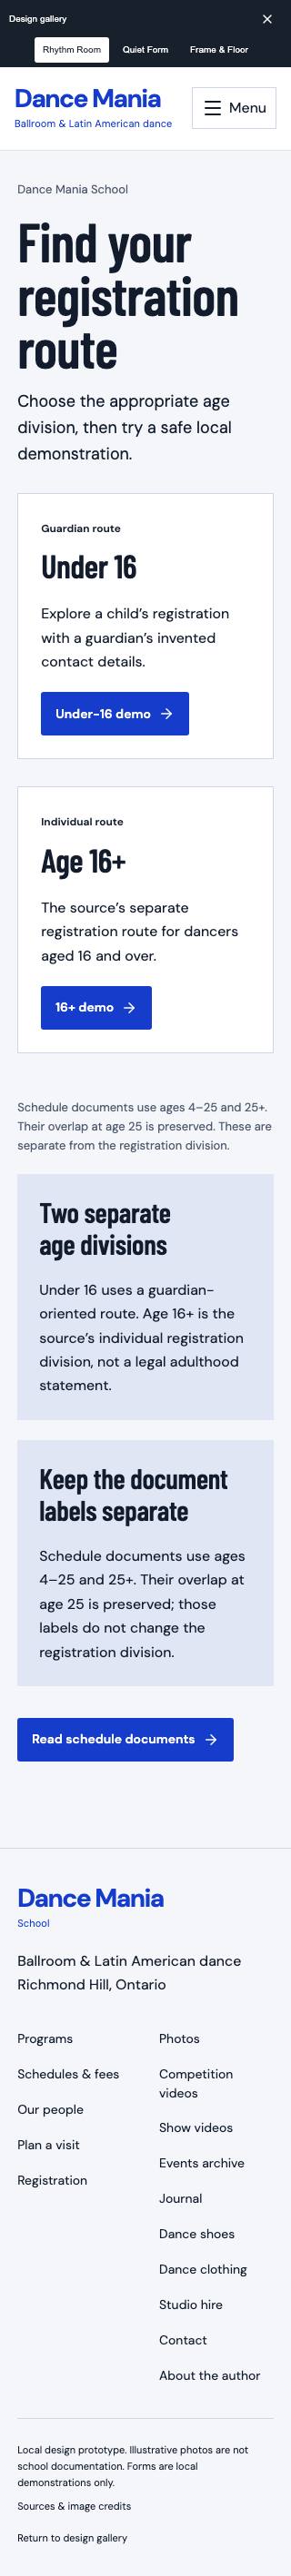 Design gallery
Rhythm Room
Quiet Form
Frame & Floor
Dance Mania
Ballroom & Latin American dance
Menu
Dance Mania School
Find your
registration
route
Choose the appropriate age
division, then try a safe local
demonstration.
Guardian route
Under 16
Explore a child’s registration
with a guardian’s invented
contact details.
Under-16 demo
Individual route
Age 16+
The source’s separate
registration route for dancers
aged 16 and over.
16+ demo
Schedule documents use ages 4–25 and 25+.
Their overlap at age 25 is preserved. These are
separate from the registration division.
Two separate
age divisions
Under 16 uses a guardian-
oriented route. Age 16+ is the
source’s individual registration
division, not a legal adulthood
statement.
Keep the document
labels separate
Schedule documents use ages
4–25 and 25+. Their overlap at
age 25 is preserved; those
labels do not change the
registration division.
Read schedule documents
Dance Mania
School
Ballroom & Latin American dance
Richmond Hill, Ontario
Programs
Schedules & fees
Our people
Plan a visit
Registration
Photos
Competition
videos
Show videos
Events archive
Journal
Dance shoes
Dance clothing
Studio hire
Contact
About the author
Local design prototype. Illustrative photos are not
school documentation. Forms are local
demonstrations only.
Sources & image credits
Return to design gallery